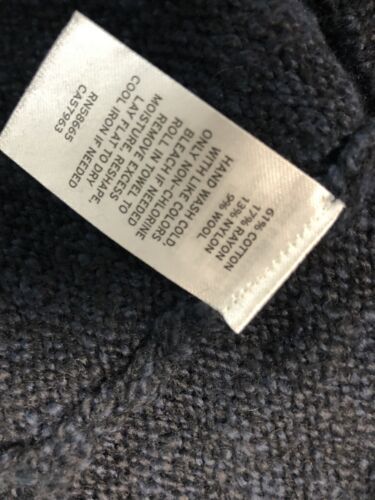 61% COTTON
17% RAYON
13% NYLON
9% WOOL
HAND WASH COLD
WITH LIKE COLORS
ONLY NON-CHLORINE
BLEACH IF NEEDED
ROLL IN TOWEL TO
REMOVE EXCESS
MOISTURE, RESHAPE,
LAY FLAT TO DRY
COOL IRON IF NEEDED
RN58665
CA57963